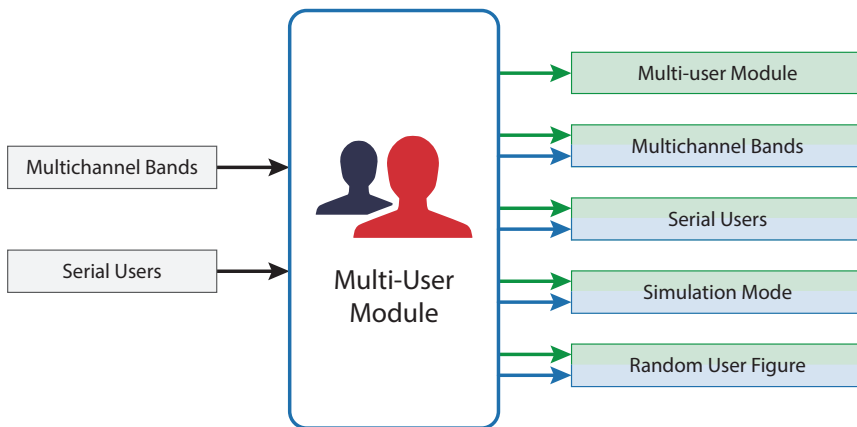 Multichannel Bands
Serial Users
Multi-User
Module
Multi-user Module
Multichannel Bands
Serial Users
Simulation Mode
Random User Figure